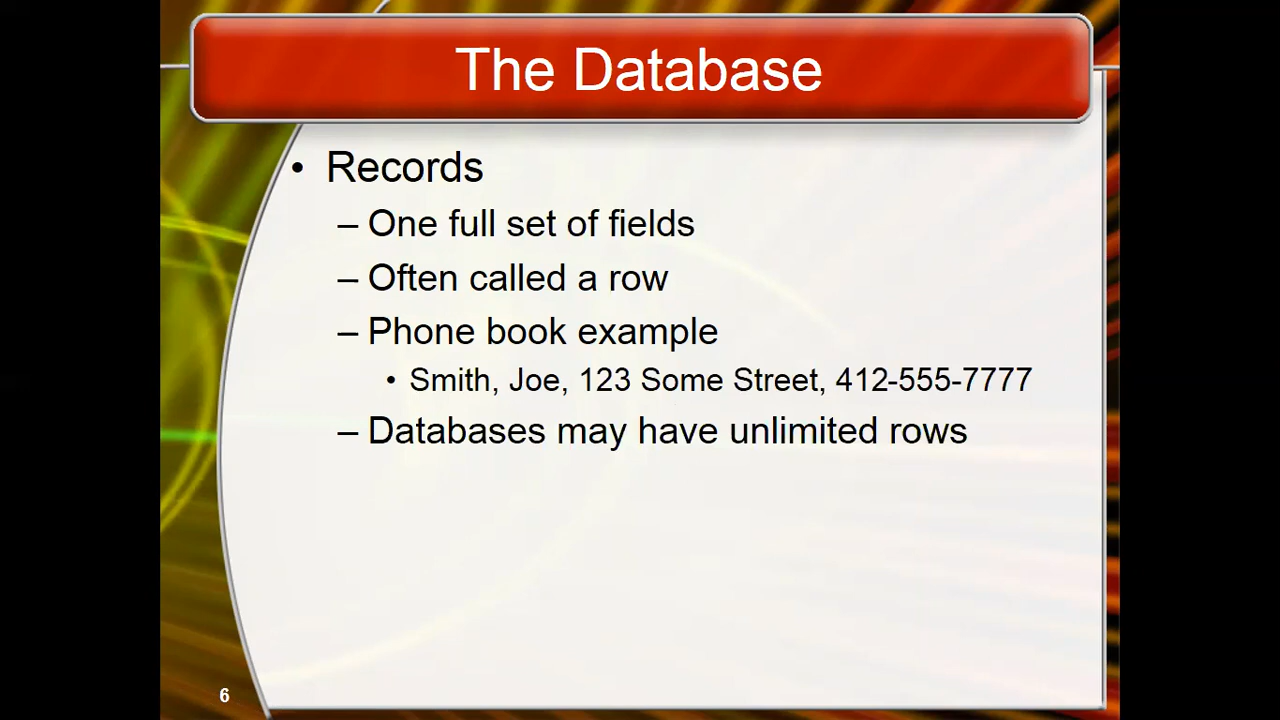 The Database
• Records
– One full set of fields
– Often called a row
– Phone book example
• Smith, Joe, 123 Some Street, 412-555-7777
– Databases may have unlimited rows
6